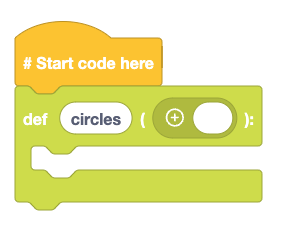 # Start code here
def circles ( + ):